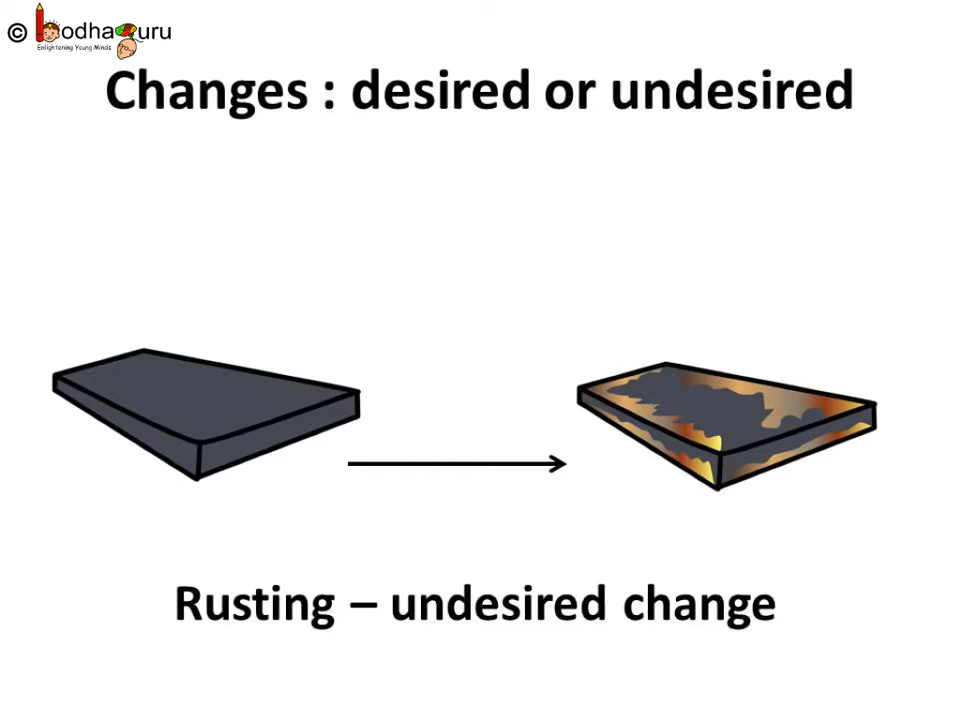 © BodhaGuru
Enlightening Young Minds
Changes : desired or undesired
Rusting – undesired change